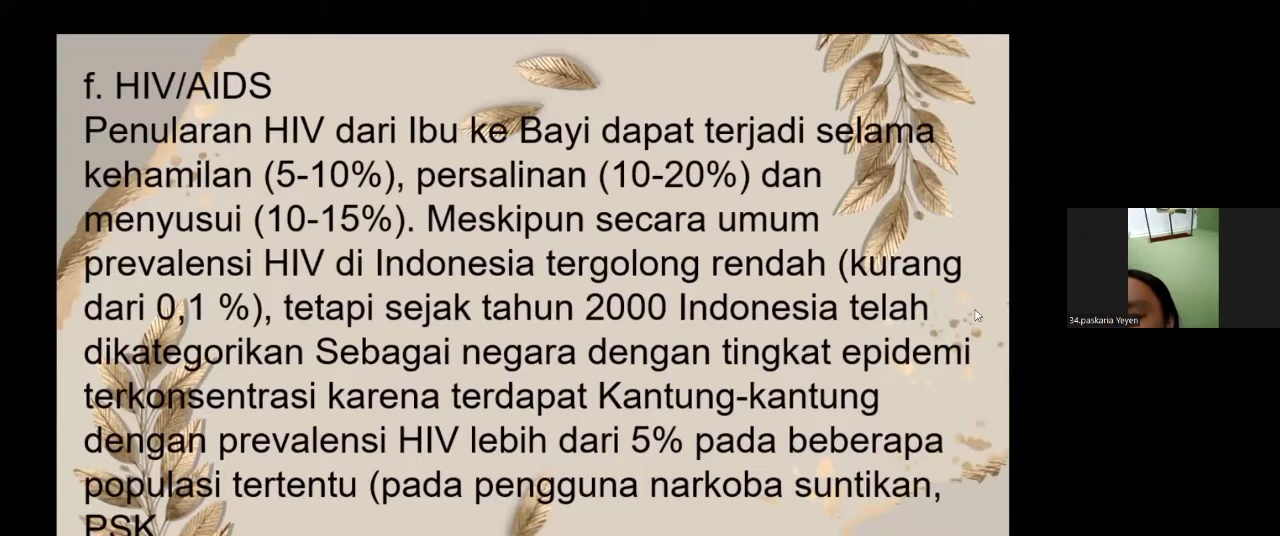 f. HIV/AIDS
Penularan HIV dari Ibu ke Bayi dapat terjadi selama
kehamilan (5-10%), persalinan (10-20%) dan
menyusui (10-15%). Meskipun secara umum
prevalensi HIV di Indonesia tergolong rendah (kurang
dari 0,1 %), tetapi sejak tahun 2000 Indonesia telah
dikategorikan Sebagai negara dengan tingkat epidemi
terkonsentrasi karena terdapat Kantung-kantung
dengan prevalensi HIV lebih dari 5% pada beberapa
populasi tertentu (pada pengguna narkoba suntikan,
PSK
34.paskaria Yeyen